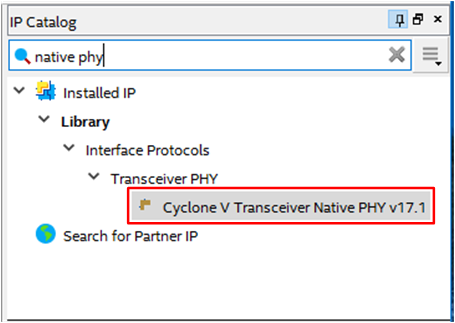 IP Catalog
native phy
Installed IP
Library
Interface Protocols
Transceiver PHY
Cyclone V Transceiver Native PHY v17.1
Search for Partner IP